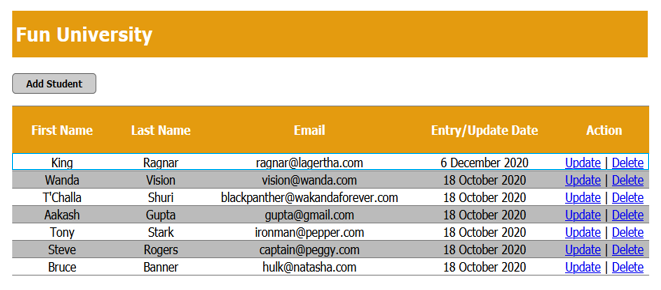 Fun University
Add Student
First Name Last Name Email Entry/Update Date Action
King Ragnar ragnar@lagertha.com 6 December 2020 Update | Delete
Wanda Vision vision@wanda.com 18 October 2020 Update | Delete
T'Challa Shuri blackpanther@wakandaforever.com 18 October 2020 Update | Delete
Aakash Gupta gupta@gmail.com 18 October 2020 Update | Delete
Tony Stark ironman@pepper.com 18 October 2020 Update | Delete
Steve Rogers captain@peggy.com 18 October 2020 Update | Delete
Bruce Banner hulk@natasha.com 18 October 2020 Update | Delete